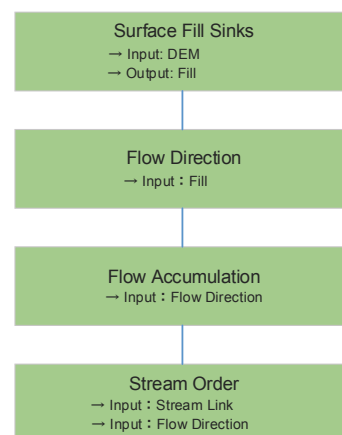 Surface Fill Sinks
→ Input: DEM
→ Output: Fill
Flow Direction
→ Input：Fill
Flow Accumulation
→ Input：Flow Direction
Stream Order
→ Input：Stream Link
→ Input：Flow Direction